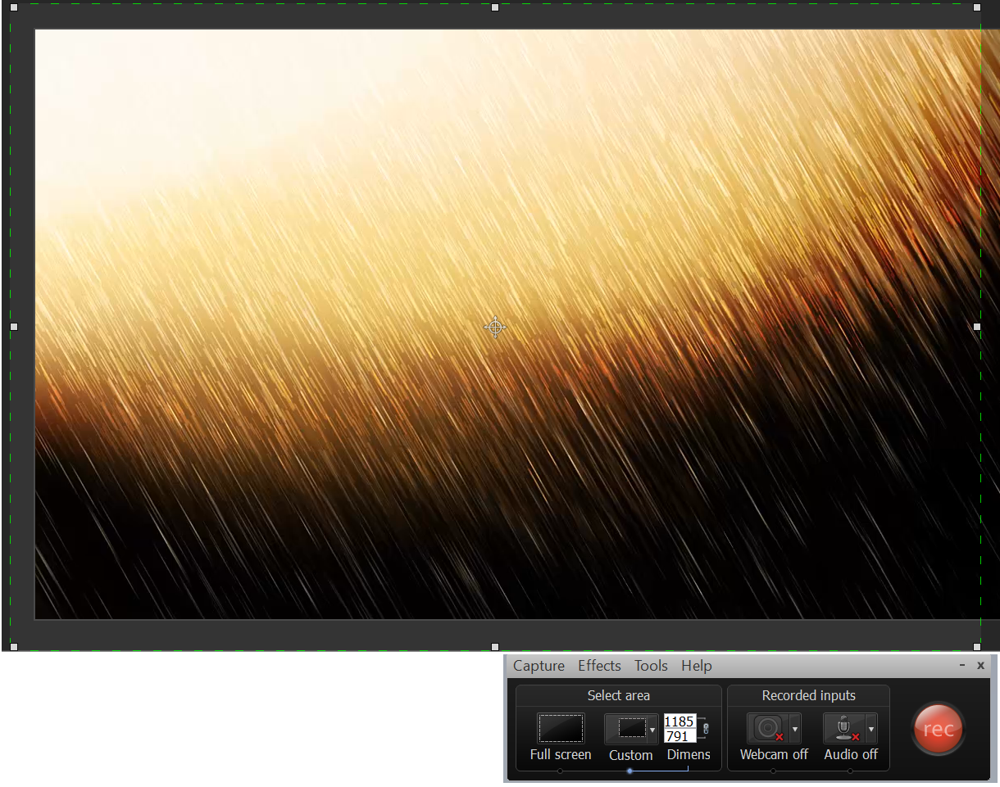 Capture Effects Tools Help
Select area
Recorded inputs
1185
791
Full screen
Custom
Dimens
Webcam off
Audio off
rec